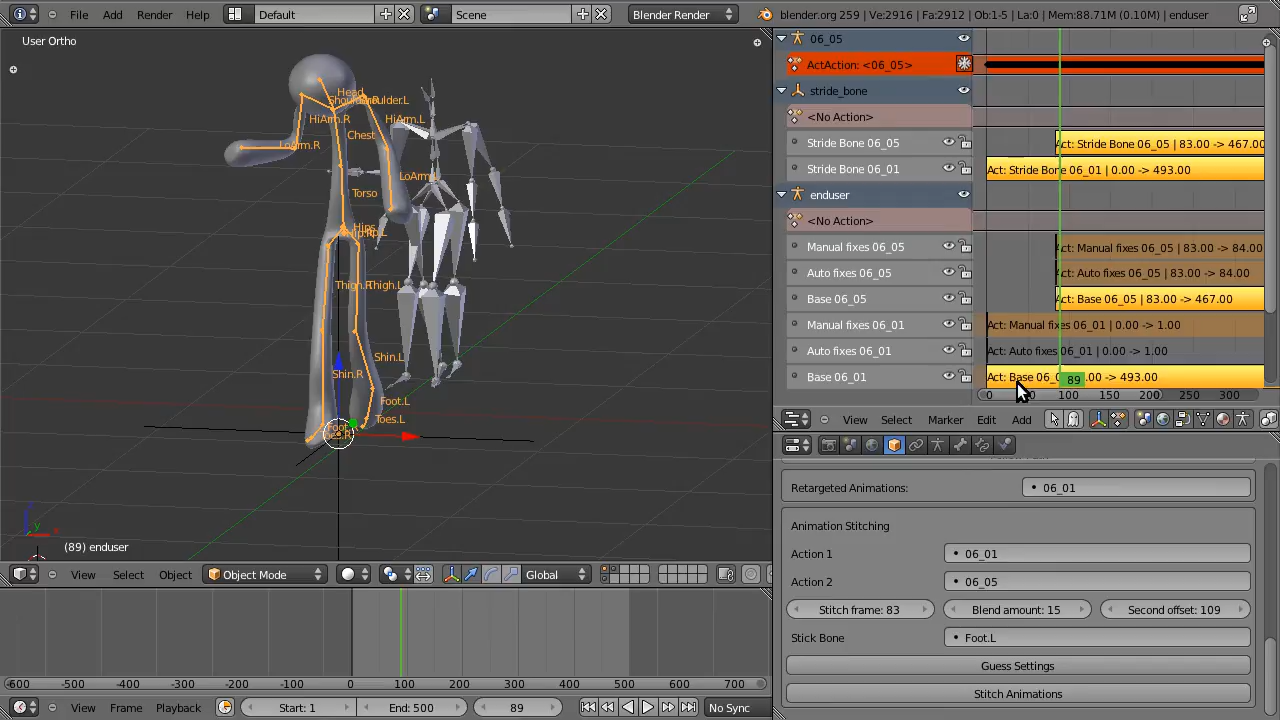 File Add Render Help
Default
Scene
Blender Render
blender.org 259 | Ve:2916 | Fa:2912 | Ob:1-5 | La:0 | Mem:88.71M (0.10M) | enduser
User Ortho
Head
HiArm.R
HiArm.L
Chest
LoArm.R
Torso
Hips
Thigh.R
Thigh.L
Shin.L
Shin.R
Foot.L
Toes.L
(89) enduser
View Select Object
Object Mode
Global
-600 -500 -400 -300 -200 -100 0 100 200 300 400 500 600 700
View Frame Playback
Start: 1
End: 500
89
No Sync
06_05
ActAction: <06_05>
stride_bone
<No Action>
Stride Bone 06_05
Act: Stride Bone 06_05 | 83.00 -> 467.00
Stride Bone 06_01
Act: Stride Bone 06_01 | 0.00 -> 493.00
enduser
<No Action>
Manual fixes 06_05
Act: Manual fixes 06_05 | 83.00 -> 84.00
Auto fixes 06_05
Act: Auto fixes 06_05 | 83.00 -> 84.00
Base 06_05
Act: Base 06_05 | 83.00 -> 467.00
Manual fixes 06_01
Act: Manual fixes 06_01 | 0.00 -> 1.00
Auto fixes 06_01
Act: Auto fixes 06_01 | 0.00 -> 1.00
Base 06_01
Act: Base 06_ .00 -> 493.00
89
0 100 150 200 250 300
View Select Marker Edit Add
Retargeted Animations:
06_01
Animation Stitching
Action 1
06_01
Action 2
06_05
Stitch frame: 83
Blend amount: 15
Second offset: 109
Stick Bone
Foot.L
Guess Settings
Stitch Animations